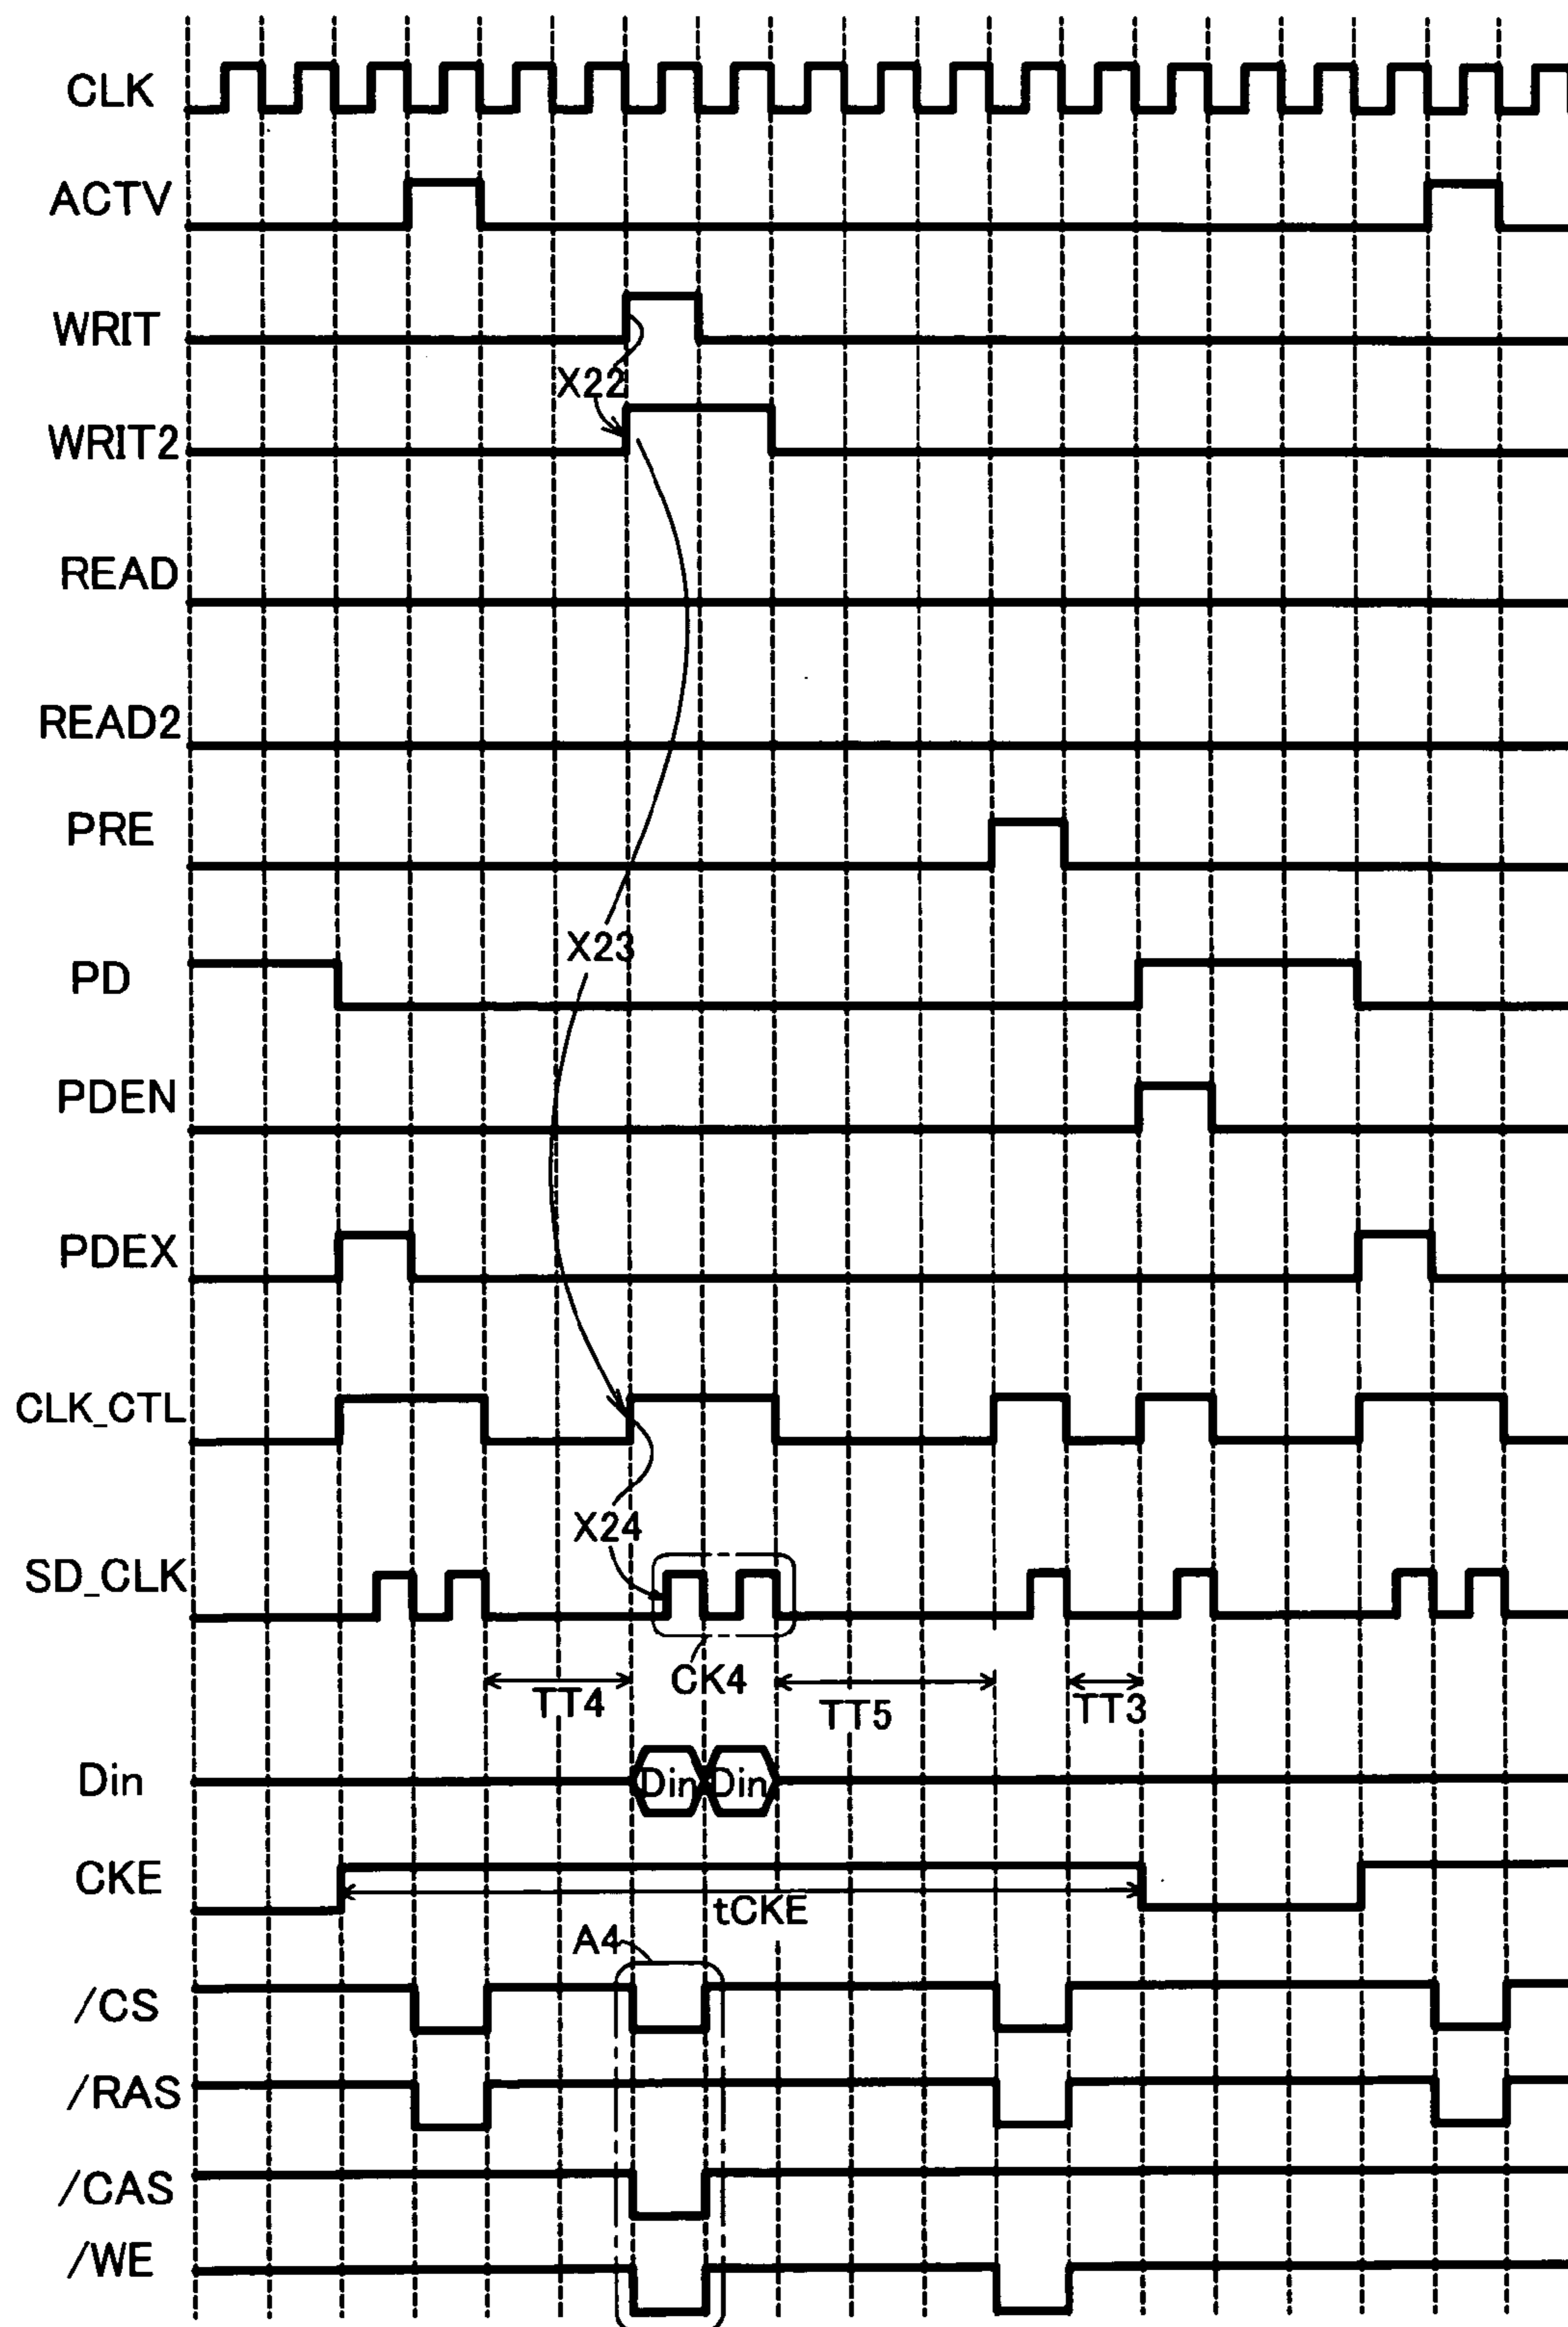 CLK
ACTV
WRIT
X22
WRIT2
READ
READ2
PRE
X23
PD
PDEN
PDEX
CLK_CTL
X24
SD_CLK
CK4
TT4
TT5
TT3
Din
Din Din
CKE
tCKE
A4
/CS
/RAS
/CAS
/WE